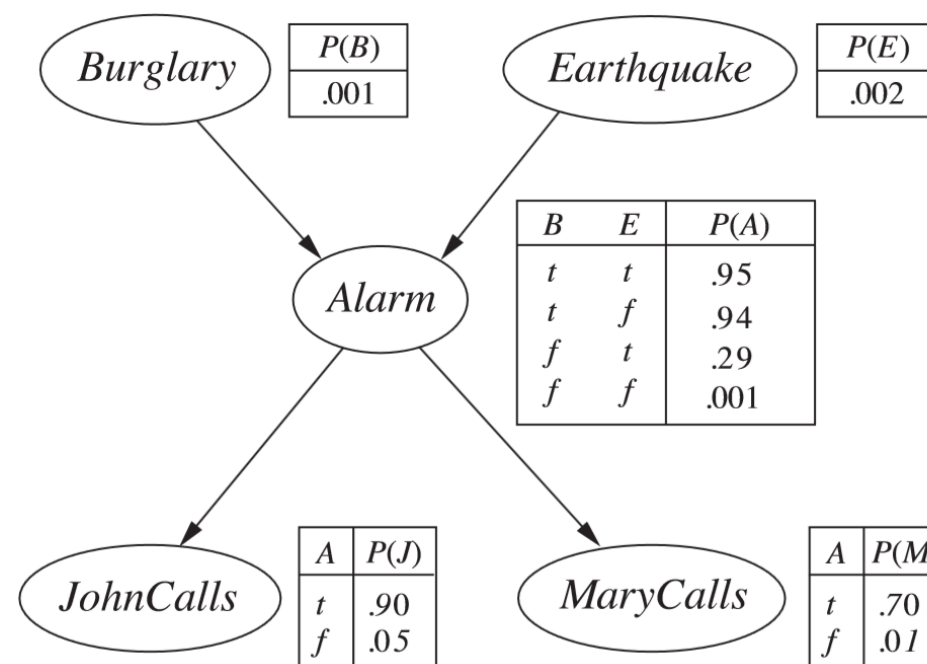 Burglary
P(B)
.001
Earthquake
P(E)
.002
Alarm
B E P(A)
t t .95
t f .94
f t .29
f f .001
JohnCalls
A P(J)
t .90
f .05
MaryCalls
A P(M
t .70
f .01